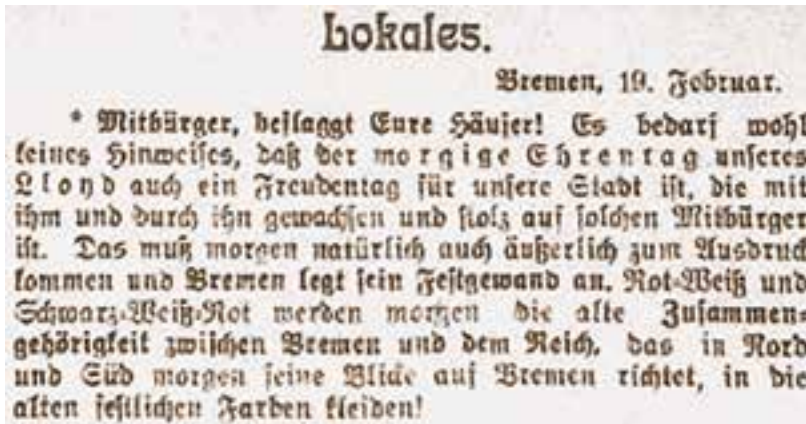 Lokales.
Bremen, 19. Februar.
* Mitbürger, beflaggt Eure Häuser! Es bedarf wohl
keines Hinweises, daß der morgige Ehrentag unseres
Lloyd auch ein Freudentag für unsere Stadt ist, die mit
ihm und durch ihn gewachsen und stolz auf solchen Mitbürger
ist. Das muß morgen natürlich auch äußerlich zum Ausdruck
kommen und Bremen legt sein Festgewand an. Rot-Weiß und
Schwarz-Weiß-Rot werden morgen die alte Zusammen-
gehörigkeit zwischen Bremen und dem Reich, das in Nord
und Süd morgen seine Blicke auf Bremen richtet, in die
alten festlichen Farben kleiden!